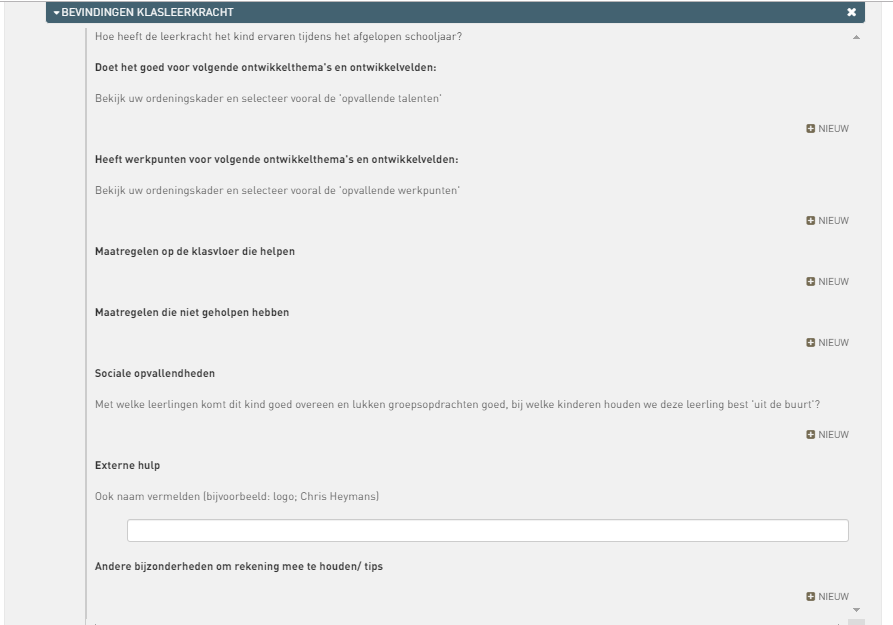 BEVINDINGEN KLASLEERKRACHT
Hoe heeft de leerkracht het kind ervaren tijdens het afgelopen schooljaar?
Doet het goed voor volgende ontwikkelthema's en ontwikkelvelden:
Bekijk uw ordeningskader en selecteer vooral de 'opvallende talenten'
NIEUW
Heeft werkpunten voor volgende ontwikkelthema's en ontwikkelvelden:
Bekijk uw ordeningskader en selecteer vooral de 'opvallende werkpunten'
NIEUW
Maatregelen op de klasvloer die helpen
NIEUW
Maatregelen die niet geholpen hebben
NIEUW
Sociale opvallendheden
Met welke leerlingen komt dit kind goed overeen en lukken groepsopdrachten goed, bij welke kinderen houden we deze leerling best 'uit de buurt'?
NIEUW
Externe hulp
Ook naam vermelden (bijvoorbeeld: logo; Chris Heymans)
Andere bijzonderheden om rekening mee te houden/ tips
NIEUW